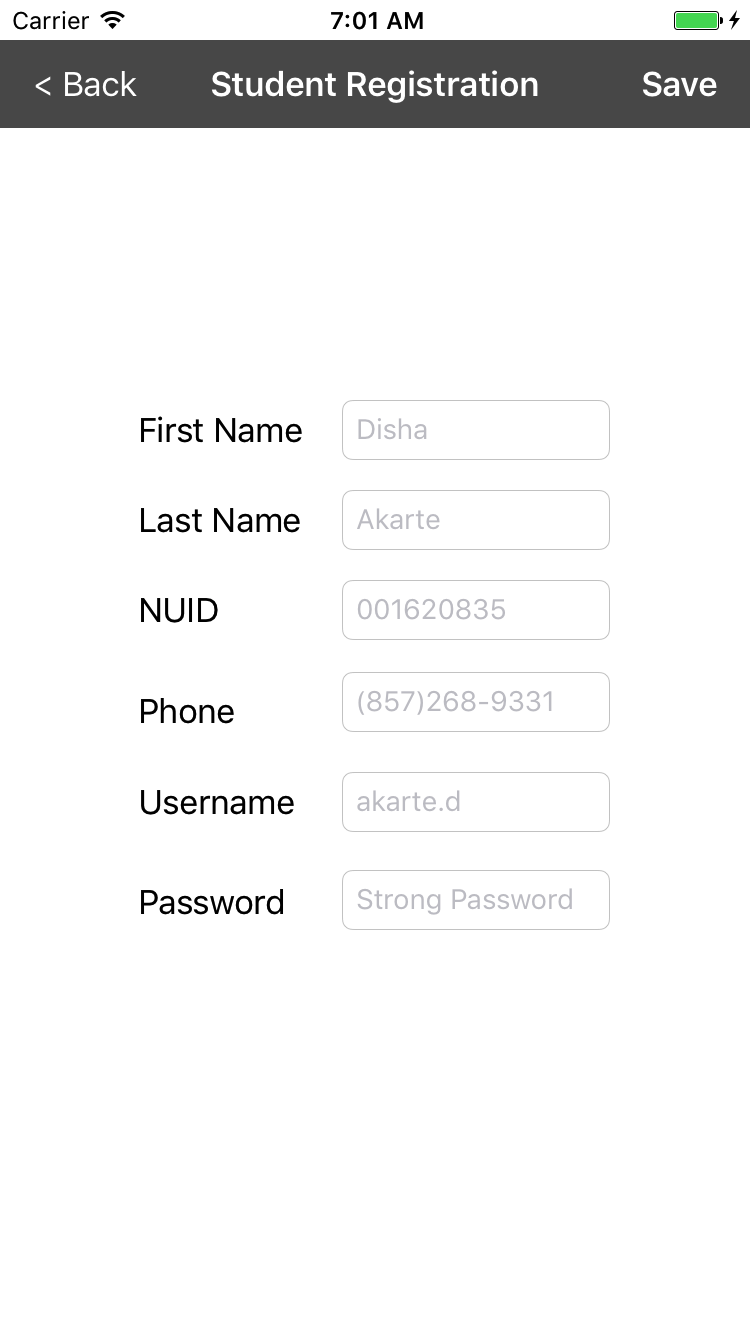 Carrier 7:01 AM
< Back Student Registration Save
First Name Disha
Last Name Akarte
NUID 001620835
Phone (857)268-9331
Username akarte.d
Password Strong Password